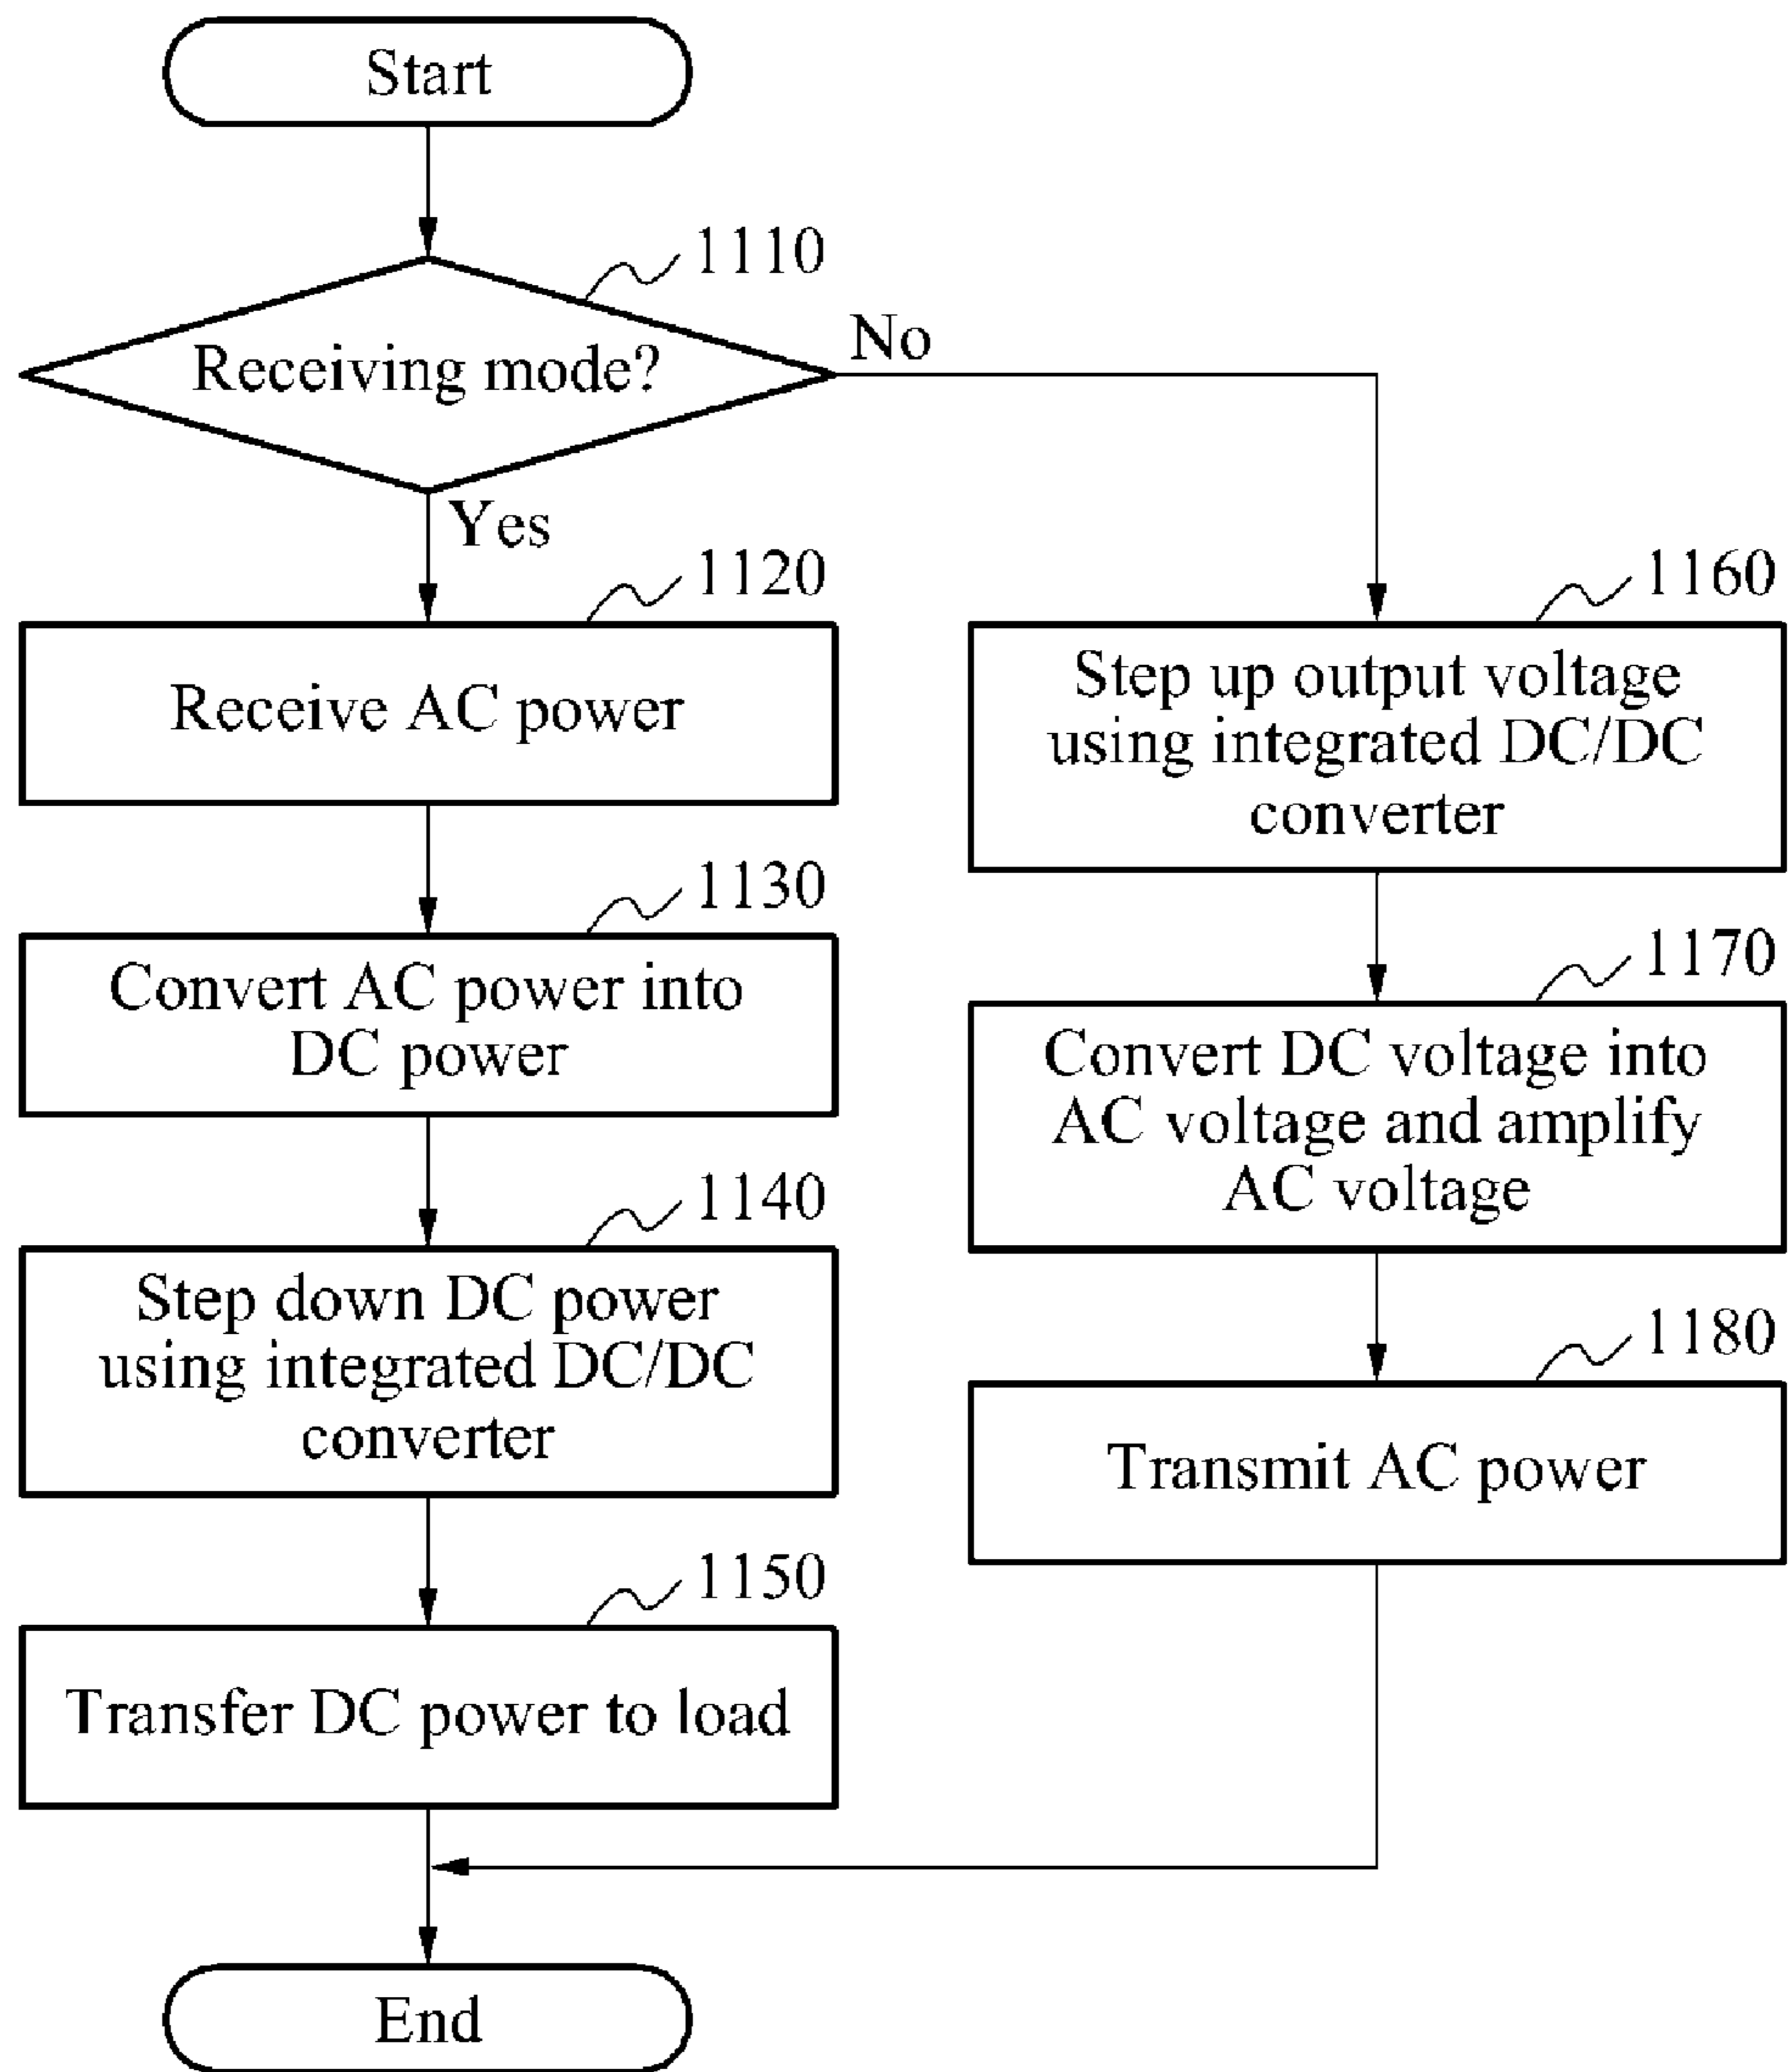 Start
1110
Receiving mode?
No
Yes
1120
Receive AC power
1130
Convert AC power into
DC power
1140
Step down DC power
using integrated DC/DC
converter
1150
Transfer DC power to load
1160
Step up output voltage
using integrated DC/DC
converter
1170
Convert DC voltage into
AC voltage and amplify
AC voltage
1180
Transmit AC power
End